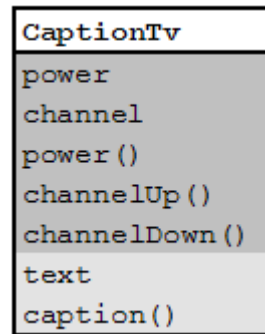 CaptionTv
power
channel
power()
channelUp()
channelDown()
text
caption()